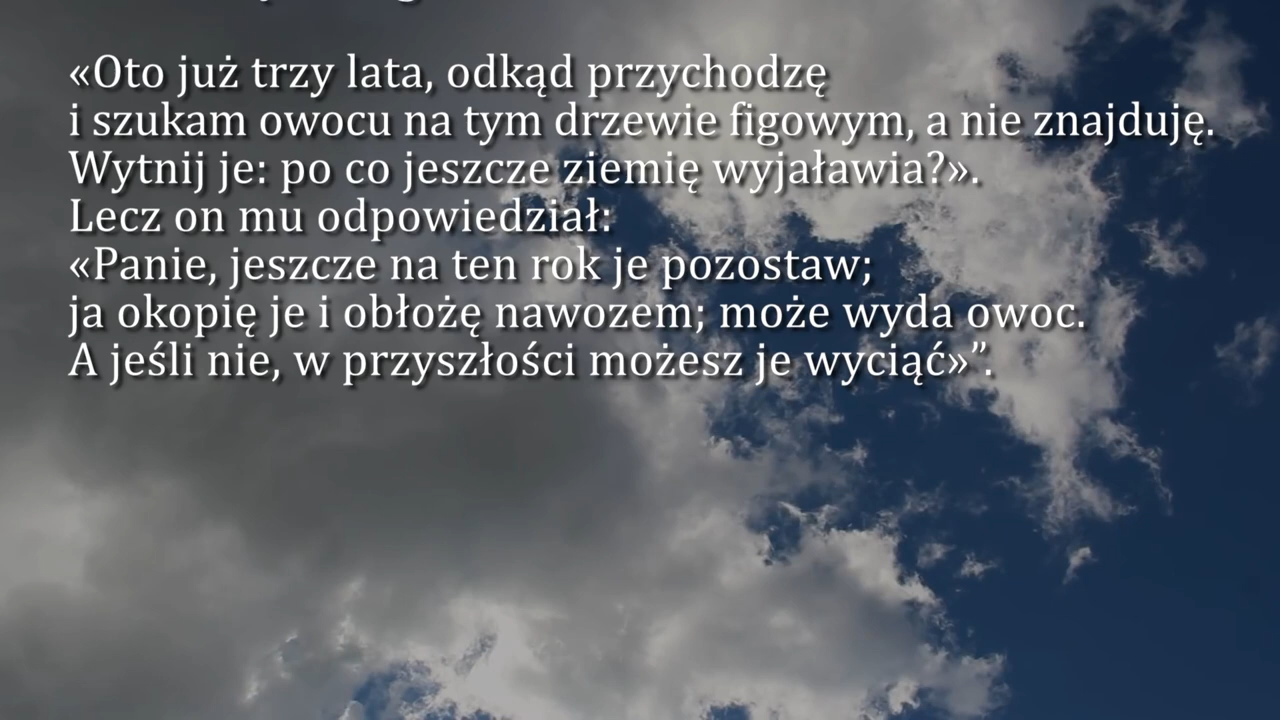 «Oto już trzy lata, odkąd przychodzę
i szukam owocu na tym drzewie figowym, a nie znajduję.
Wytnij je: po co jeszcze ziemię wyjaławia?».
Lecz on mu odpowiedział:
«Panie, jeszcze na ten rok je pozostaw;
ja okopię je i obłożę nawozem; może wyda owoc.
A jeśli nie, w przyszłości możesz je wyciąć»”.